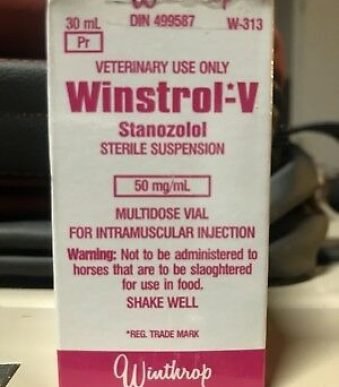 30 mL DIN 499587 W-313
Pr
VETERINARY USE ONLY
Winstrol*-V
Stanozolol
STERILE SUSPENSION
50 mg/mL
MULTIDOSE VIAL
FOR INTRAMUSCULAR INJECTION
Warning: Not to be administered to
horses that are to be slaoghtered
for use in food.
SHAKE WELL
*REG. TRADE MARK
Winthrop